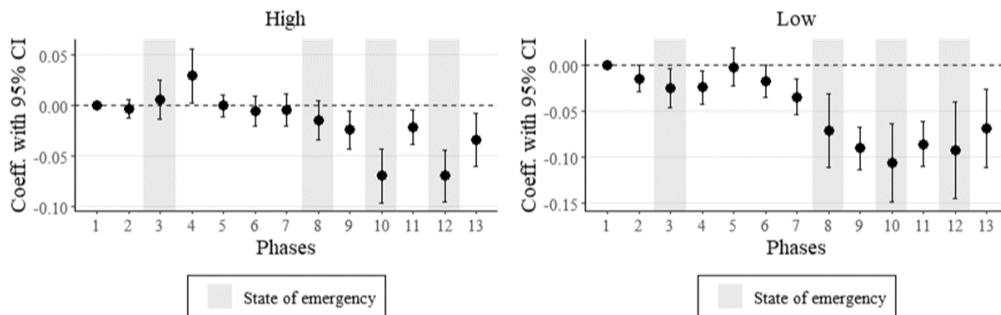 High
Coeff. with 95% CI
0.05
0.00
-0.05
-0.10
1 2 3 4 5 6 7 8 9 10 11 12 13
Phases
State of emergency
Low
Coeff. with 95% CI
0.00
-0.05
-0.10
-0.15
1 2 3 4 5 6 7 8 9 10 11 12 13
Phases
State of emergency